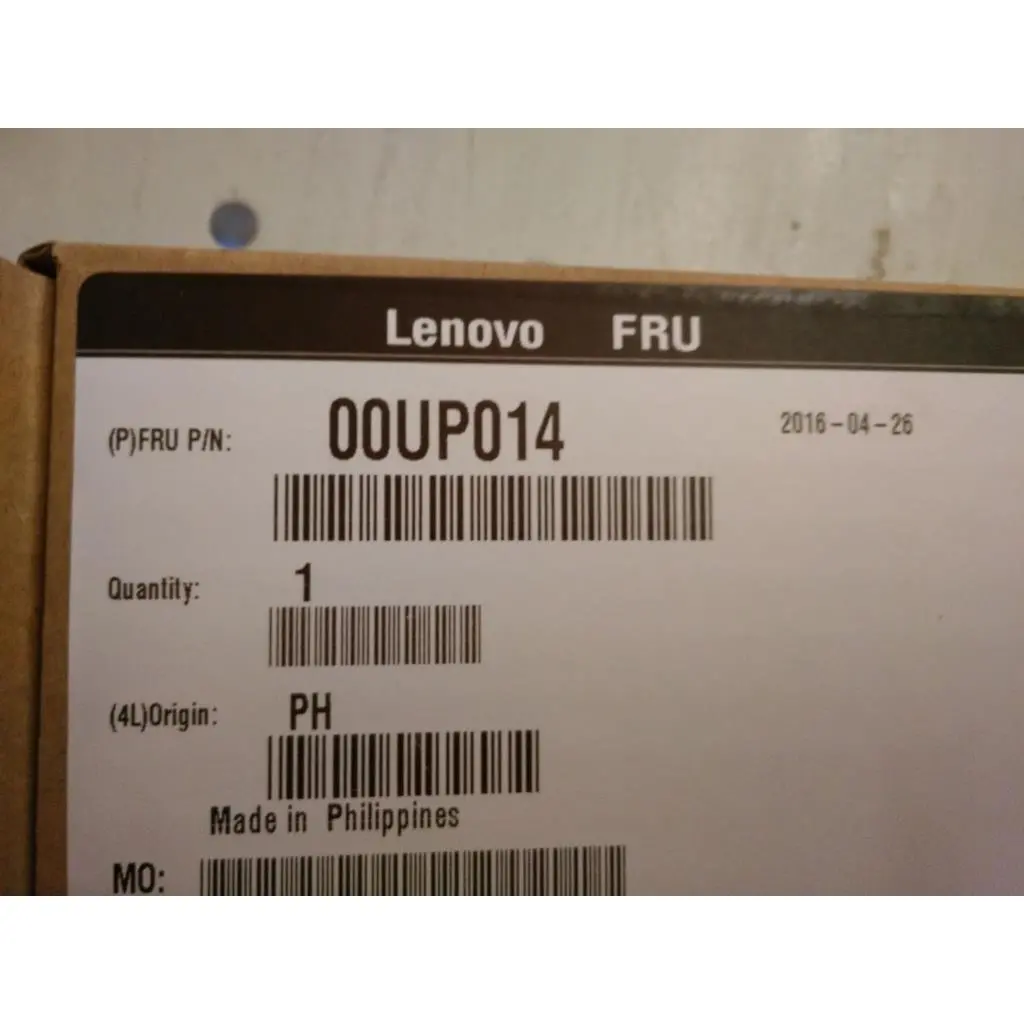 Lenovo FRU
(P)FRU P/N: 00UP014 2016-04-26
Quantity: 1
(4L)Origin: PH
Made in Philippines
MO: